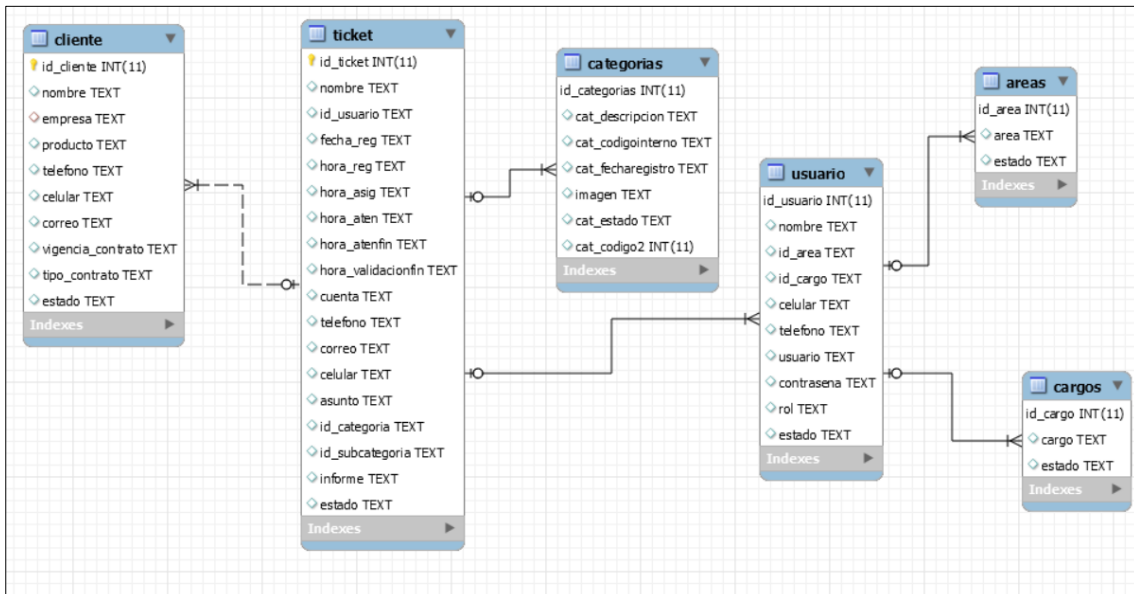 cliente
id_cliente INT(11)
nombre TEXT
empresa TEXT
producto TEXT
telefono TEXT
celular TEXT
correo TEXT
vigencia_contrato TEXT
tipo_contrato TEXT
estado TEXT
Indexes
ticket
id_ticket INT(11)
nombre TEXT
id_usuario TEXT
fecha_reg TEXT
hora_reg TEXT
hora_asig TEXT
hora_aten TEXT
hora_atenfin TEXT
hora_validacionfin TEXT
cuenta TEXT
telefono TEXT
correo TEXT
celular TEXT
asunto TEXT
id_categoria TEXT
id_subcategoria TEXT
informe TEXT
estado TEXT
Indexes
categorias
id_categorias INT(11)
cat_descripcion TEXT
cat_codigointerno TEXT
cat_fecharegistro TEXT
imagen TEXT
cat_estado TEXT
cat_codigo2 INT(11)
Indexes
usuario
id_usuario INT(11)
nombre TEXT
id_area TEXT
id_cargo TEXT
celular TEXT
telefono TEXT
usuario TEXT
contrasena TEXT
rol TEXT
estado TEXT
Indexes
areas
id_area INT(11)
area TEXT
estado TEXT
Indexes
cargos
id_cargo INT(11)
cargo TEXT
estado TEXT
Indexes